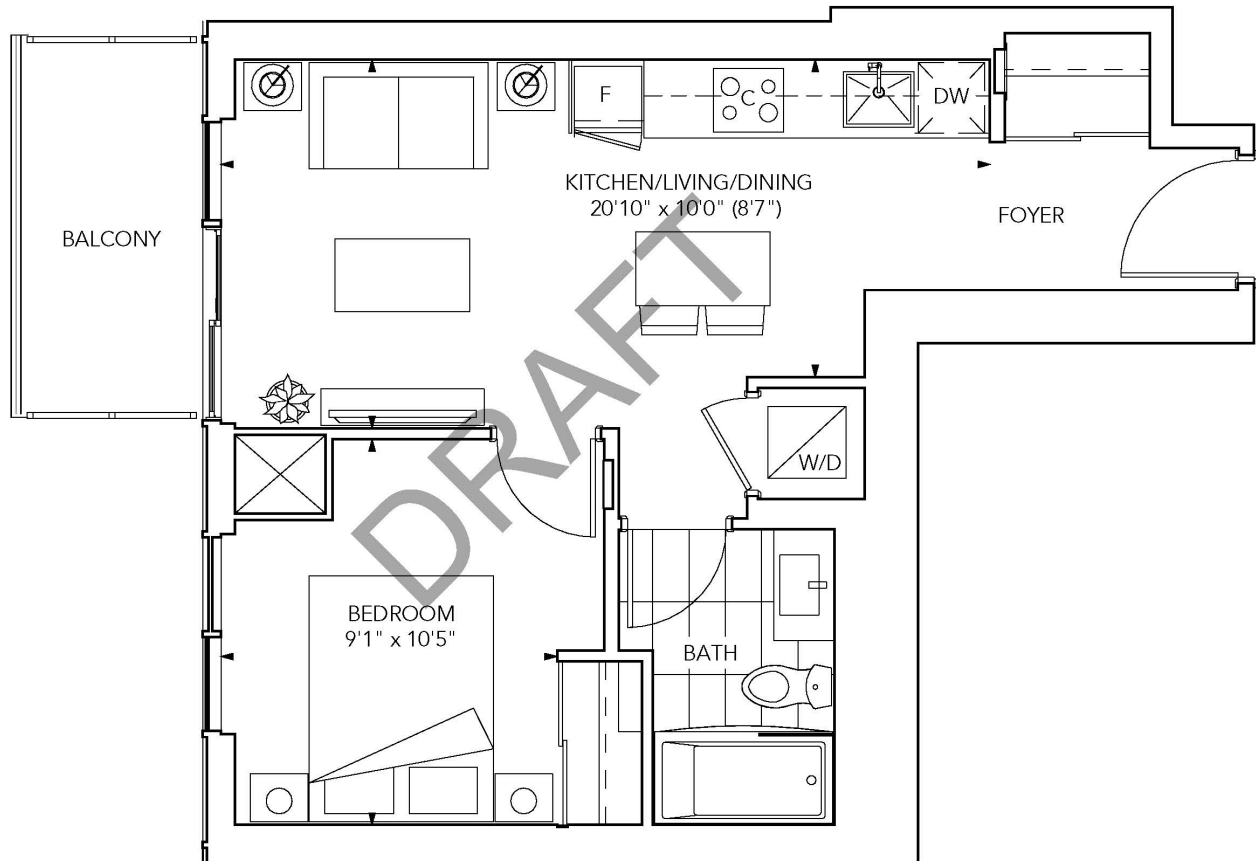 F
C
DW
KITCHEN/LIVING/DINING
20'10" x 10'0" (8'7")
FOYER
BALCONY
DRAFT
W/D
BEDROOM
9'1" x 10'5"
BATH